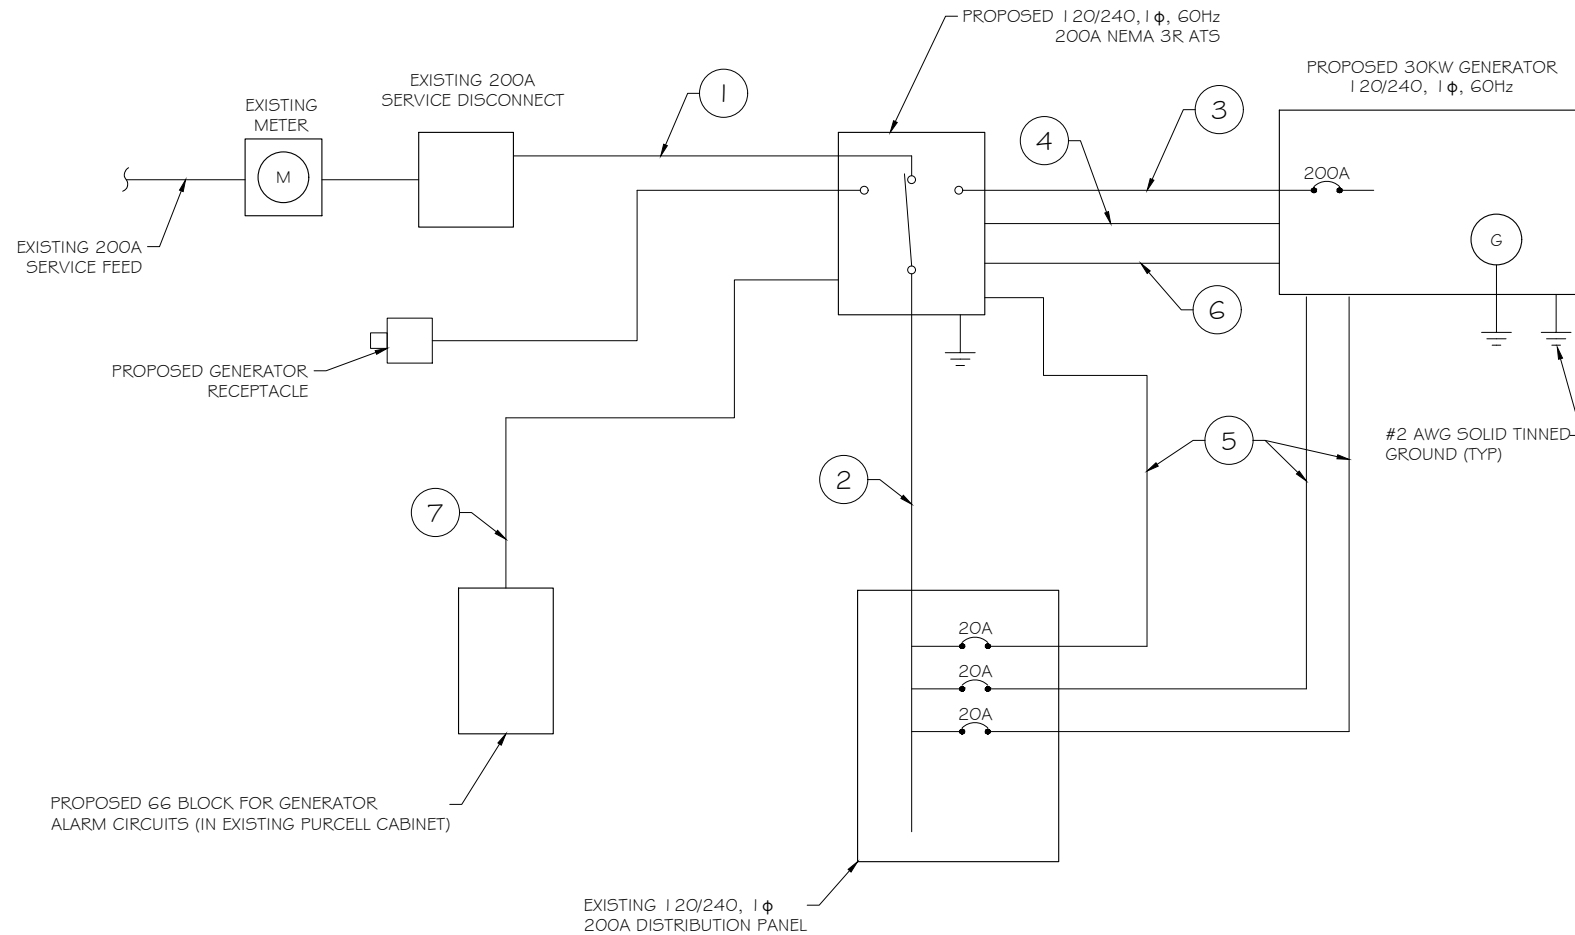 PROPOSED 120/240, 1ϕ, 60Hz
200A NEMA 3R ATS
PROPOSED 30KW GENERATOR
120/240, 1ϕ, 60Hz
EXISTING 200A
SERVICE DISCONNECT
EXISTING
METER
1
3
4
M
200A
EXISTING 200A
SERVICE FEED
G
6
PROPOSED GENERATOR
RECEPTACLE
5
#2 AWG SOLID TINNED
GROUND (TYP)
2
7
20A
20A
20A
PROPOSED 66 BLOCK FOR GENERATOR
ALARM CIRCUITS (IN EXISTING PURCELL CABINET)
EXISTING 120/240, 1ϕ
200A DISTRIBUTION PANEL